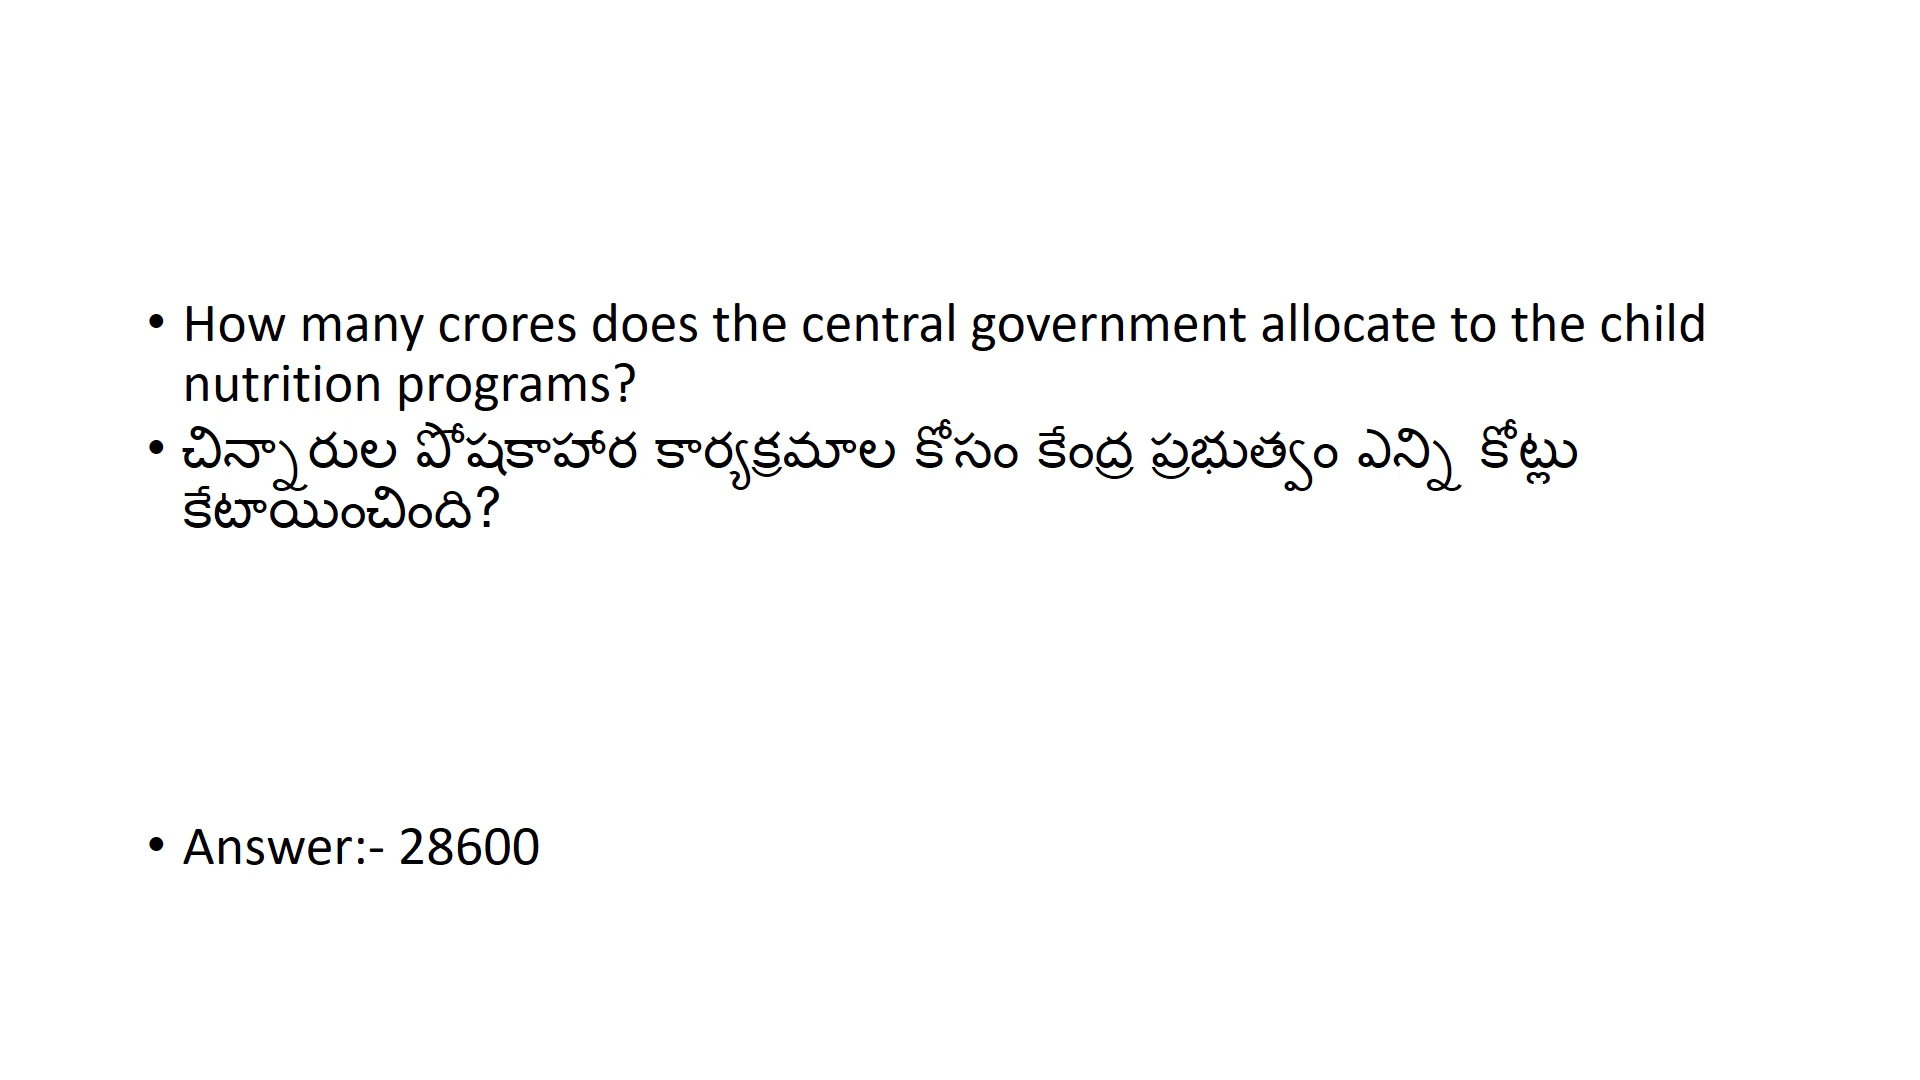 • How many crores does the central government allocate to the child
nutrition programs?
• చిన్నారుల పోషకాహార కార్యక్రమాల కోసం కేంద్ర ప్రభుత్వం ఎన్ని కోట్లు
కేటాయించింది?
• Answer:- 28600